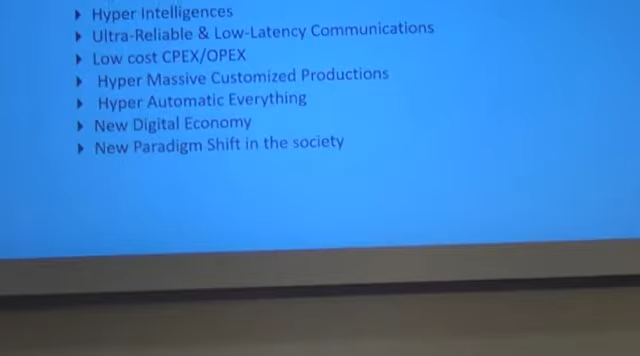 Hyper Intelligences
Ultra-Reliable & Low-Latency Communications
Low cost CPEX/OPEX
Hyper Massive Customized Productions
Hyper Automatic Everything
New Digital Economy
New Paradigm Shift in the society